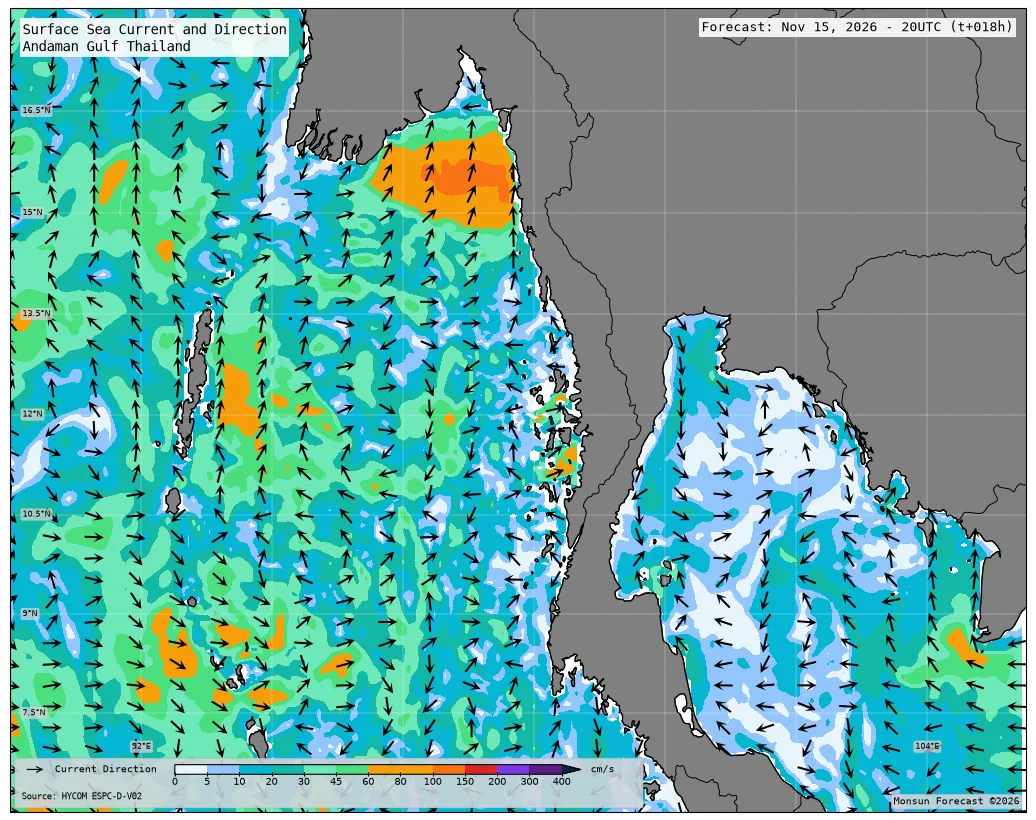 Surface Sea Current and Direction
Andaman Gulf Thailand
Forecast: Nov 15, 2026 - 20UTC (t+018h)
16.5°N
15°N
13.5°N
12°N
10.5°N
9°N
7.5°N
92°E
104°E
Current Direction
0 5 10 20 30 45 60 80 100 150 200 300 400 cm/s
Source: HYCOM ESPC-D-V02
Monsun Forecast ©2026